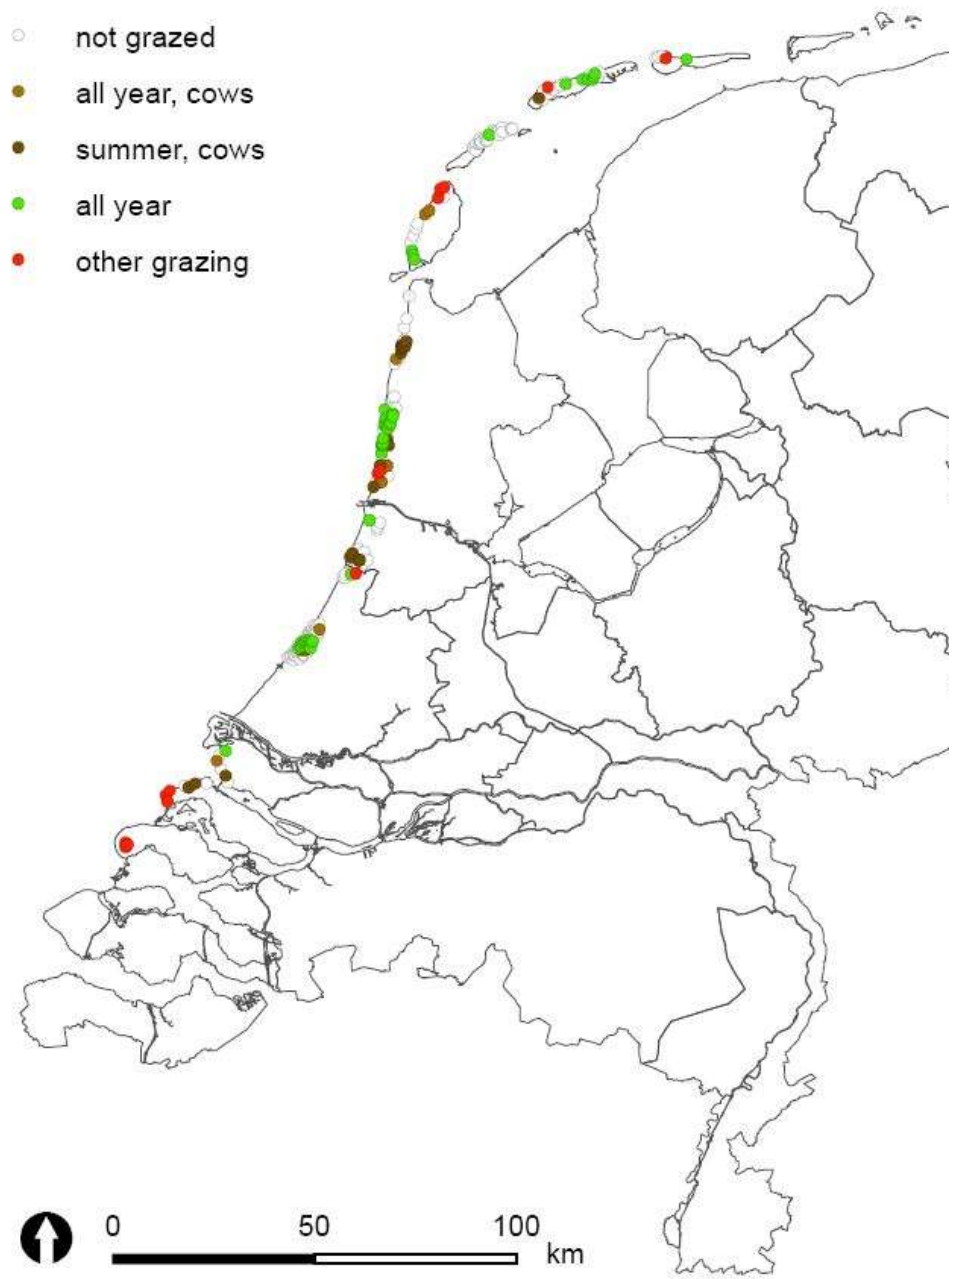 not grazed
all year, cows
summer, cows
all year
other grazing
0 50 100
km